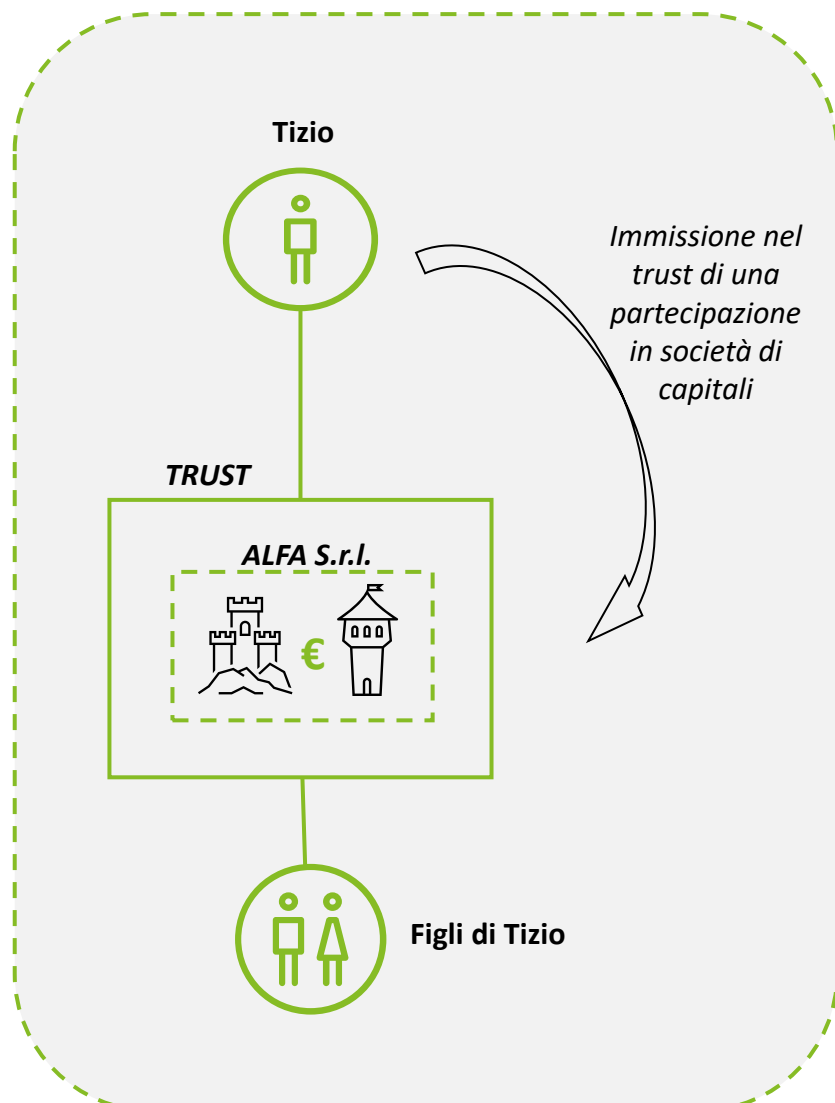 Tizio
Immissione nel
trust di una
partecipazione
in società di
capitali
TRUST
ALFA S.r.l.
€
Figli di Tizio